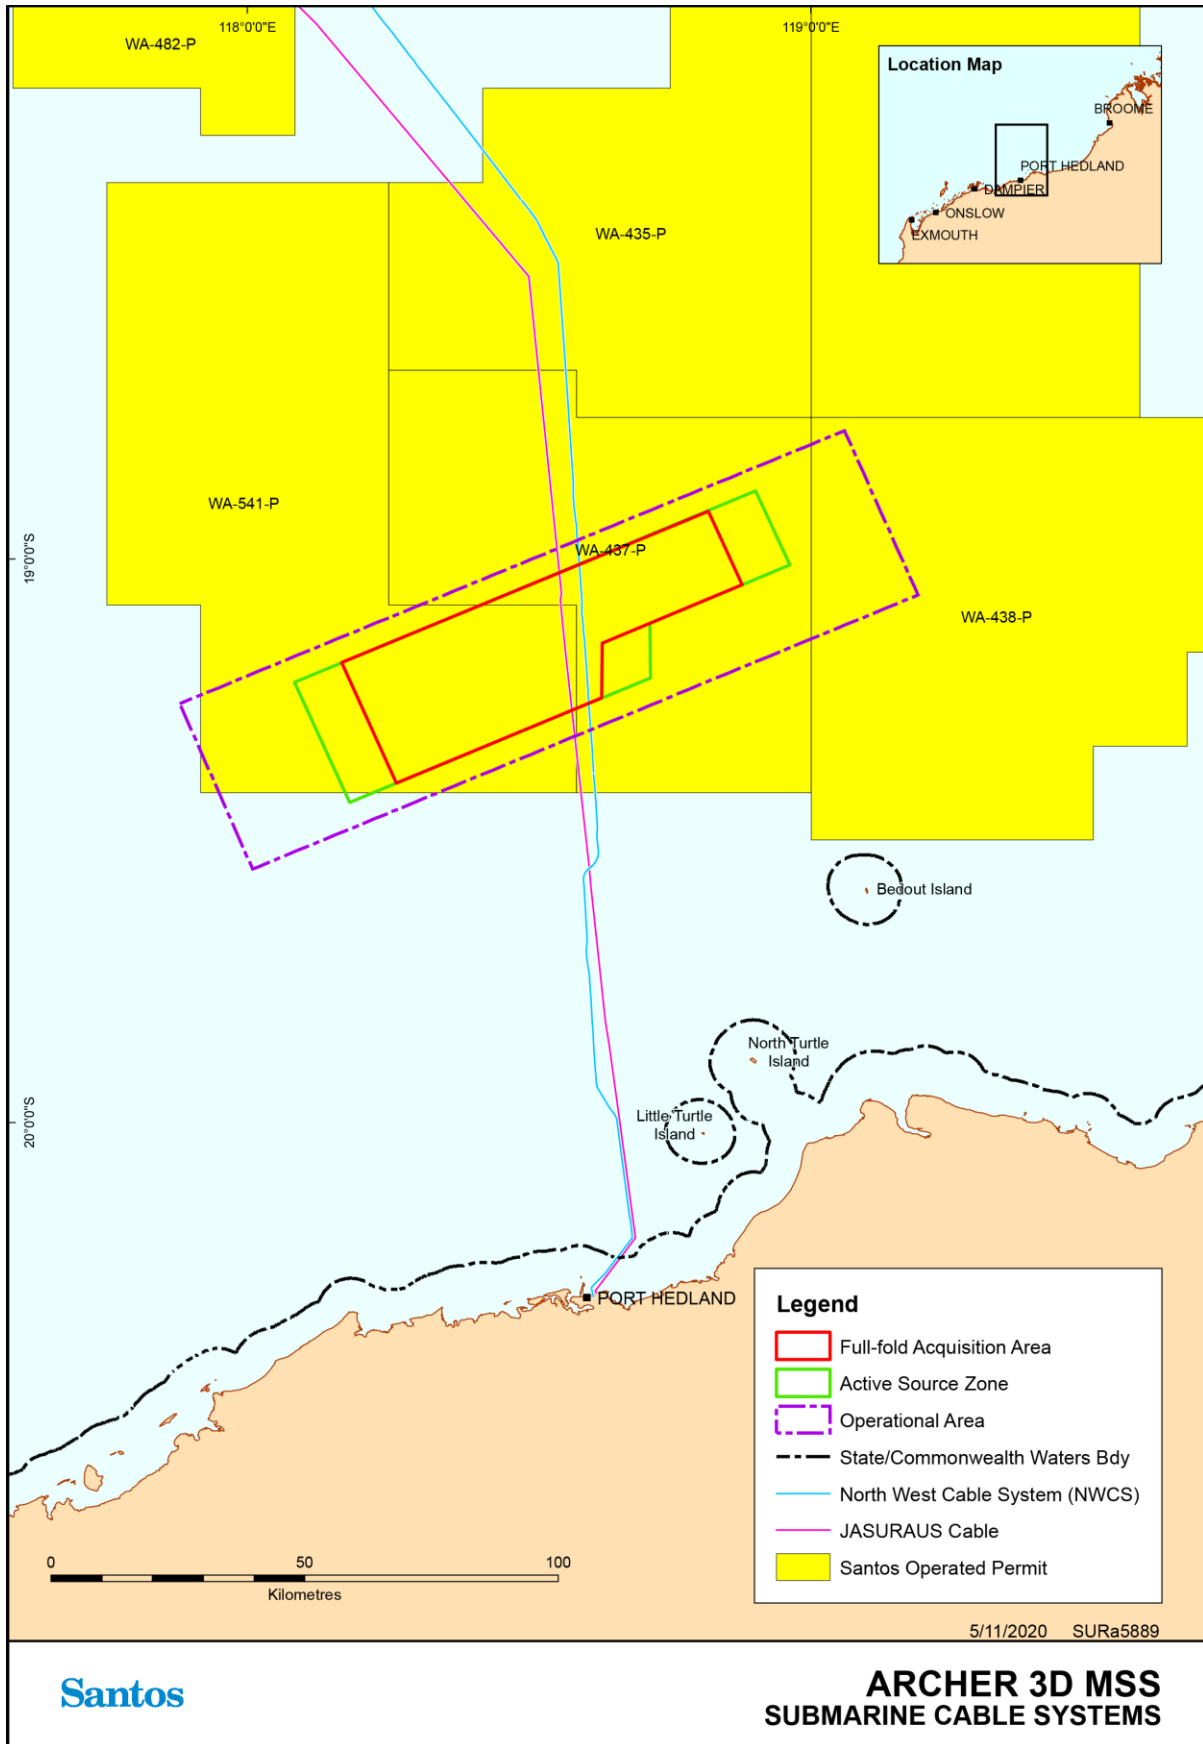 118°0'0"E
119°0'0"E
WA-482-P
Location Map
BROOME
PORT HEDLAND
DAMPIER
ONSLOW
EXMOUTH
WA-435-P
WA-541-P
19°0'0"S
WA-437-P
WA-438-P
Bedout Island
North Turtle
Island
Little Turtle
Island
20°0'0"S
PORT HEDLAND
Legend
Full-fold Acquisition Area
Active Source Zone
Operational Area
State/Commonwealth Waters Bdy
North West Cable System (NWCS)
JASURAUS Cable
Santos Operated Permit
0 50 100
Kilometres
5/11/2020 SURa5889
Santos
ARCHER 3D MSS
SUBMARINE CABLE SYSTEMS